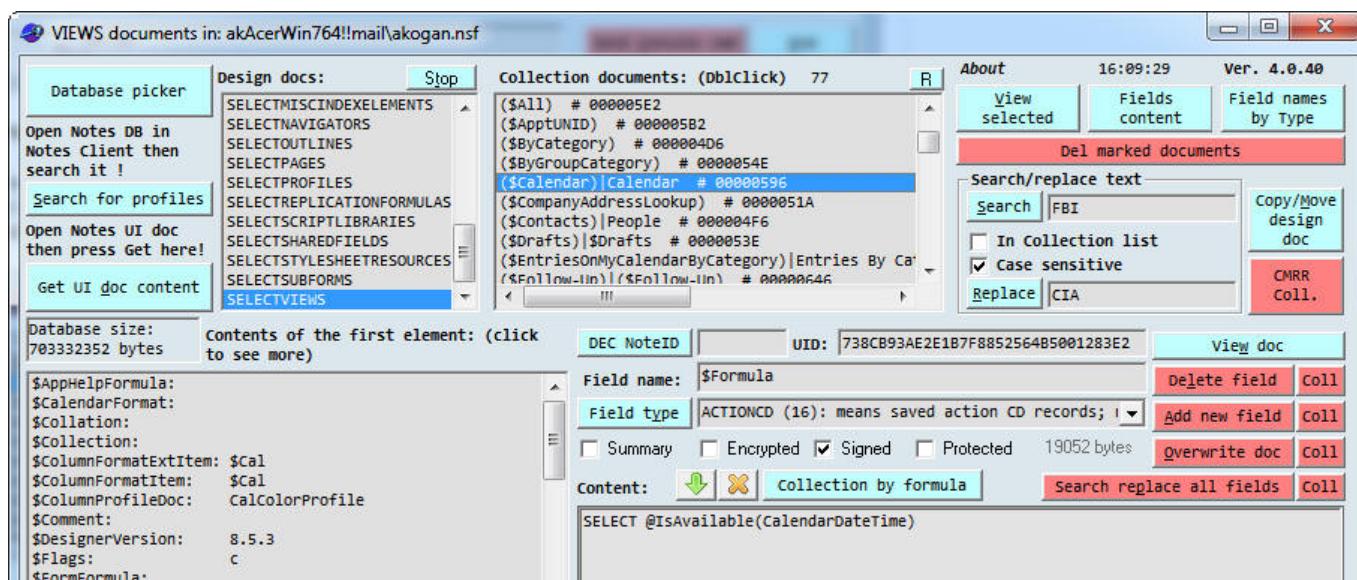 VIEWS documents in: akAcerWin764!!mail\akogan.nsf
Database picker
Open Notes DB in
Notes Client then
search it !
Search for profiles
Open Notes UI doc
then press Get here!
Get UI doc content
Design docs:
Stop
SELECTMISCINDEXELEMENTS
SELECTNAVIGATORS
SELECTOUTLINES
SELECTPAGES
SELECTPROFILES
SELECTREPLICATIONFORMULAS
SELECTSCRIPTLIBRARIES
SELECTSHAREDFIELDS
SELECTSTYLESHEETRESOURCES
SELECTSUBFORMS
SELECTVIEWS
Collection documents: (DblClick) 77
R
($All) # 000005E2
($ApptUNID) # 000005B2
($ByCategory) # 000004D6
($ByGroupCategory) # 0000054E
($Calendar)|Calendar # 00000596
($CompanyAddressLookup) # 0000051A
($Contacts)|People # 000004F6
($Drafts)|$Drafts # 0000053E
($EntriesOnMyCalendarByCategory)|Entries By Cat
($Follow-Up)|($Follow-Up) # 00000646
About 16:09:29 Ver. 4.0.40
View
selected
Fields
content
Field names
by Type
Del marked documents
Search/replace text
Search FBI
In Collection list
Case sensitive
Replace CIA
Copy/Move
design
doc
CMRR
Coll.
Database size:
703332352 bytes
Contents of the first element: (click
to see more)
$AppHelpFormula:
$CalendarFormat:
$Collation:
$Collection:
$ColumnFormatExtItem: $Cal
$ColumnFormatItem: $Cal
$ColumnProfileDoc: CalColorProfile
$Comment:
$DesignerVersion: 8.5.3
$Flags: C
$FormFormula:
DEC NoteID UID: 738CB93AE2E1B7F8852564B5001283E2
View doc
Field name: $Formula
Delete field Coll
Field type ACTIONCD (16): means saved action CD records;
Add new field Coll
Summary Encrypted Signed Protected 19052 bytes
Overwrite doc Coll
Content: Collection by formula
Search replace all fields Coll
SELECT @IsAvailable(CalendarDateTime)